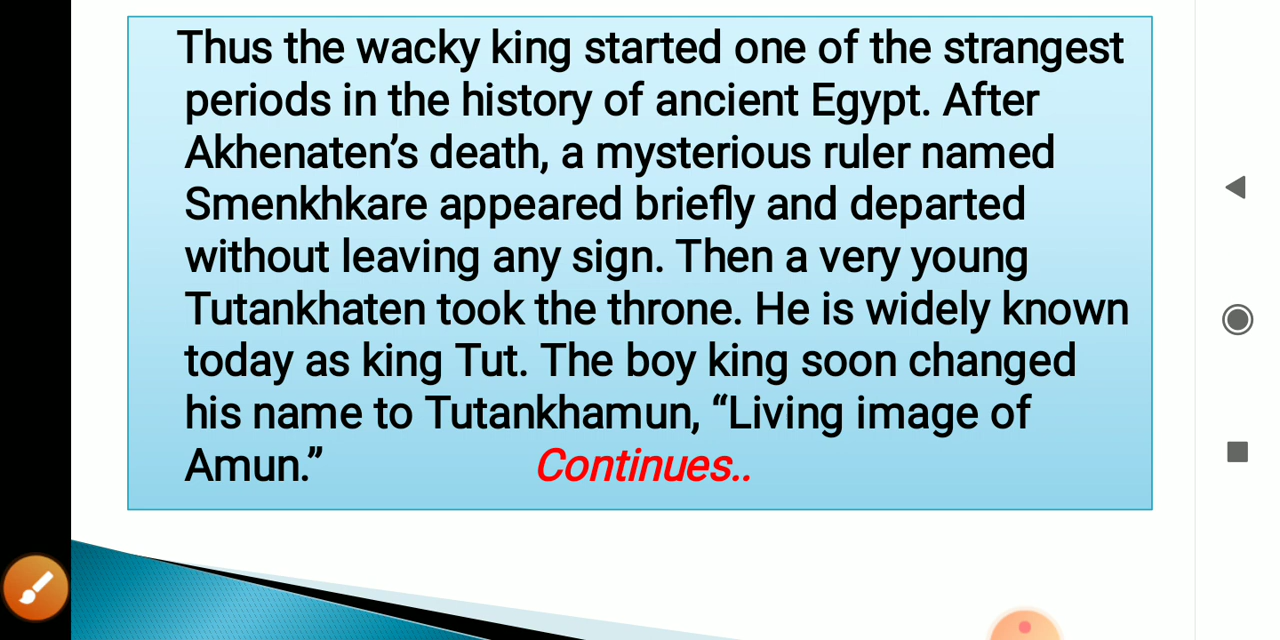 Thus the wacky king started one of the strangest
periods in the history of ancient Egypt. After
Akhenaten’s death, a mysterious ruler named
Smenkhkare appeared briefly and departed
without leaving any sign. Then a very young
Tutankhaten took the throne. He is widely known
today as king Tut. The boy king soon changed
his name to Tutankhamun, “Living image of
Amun.” Continues..